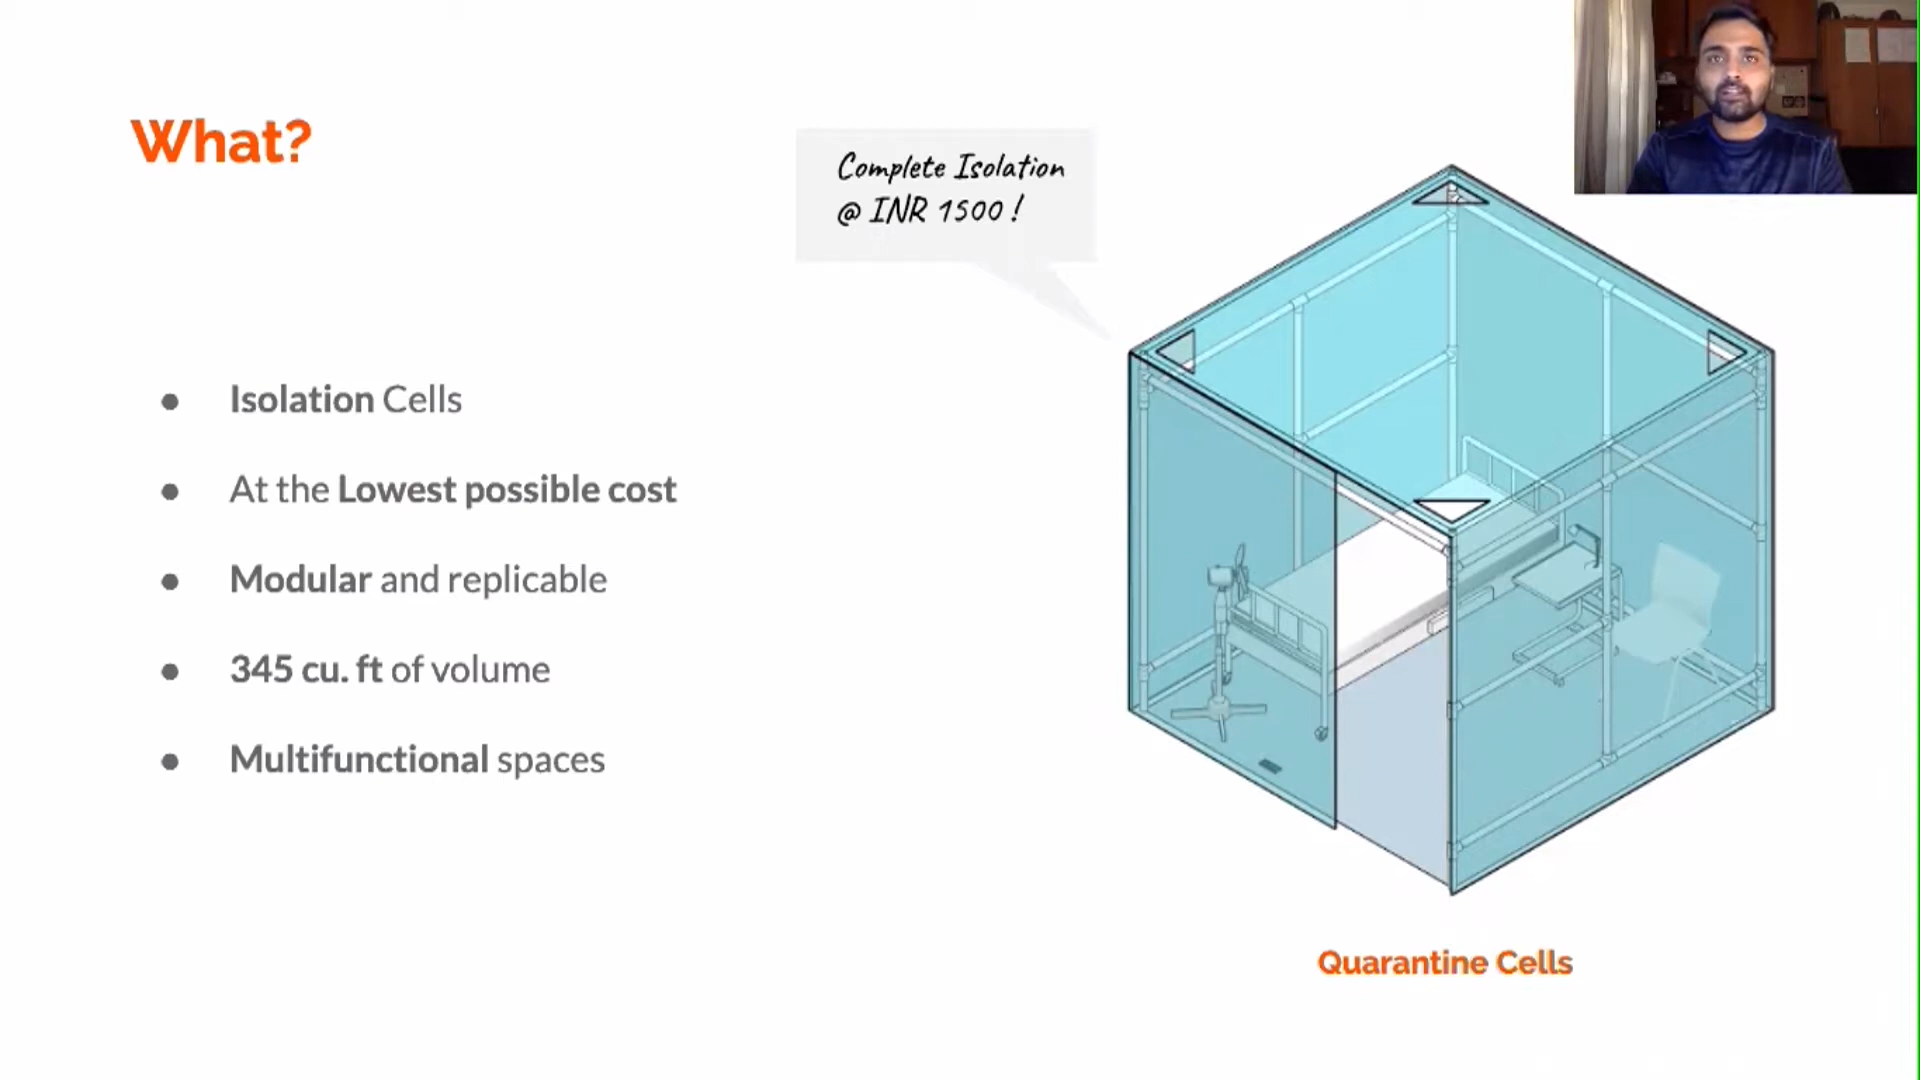 What?
Complete Isolation
@ INR 1500 !
● Isolation Cells
● At the Lowest possible cost
● Modular and replicable
● 345 cu. ft of volume
● Multifunctional spaces
Quarantine Cells